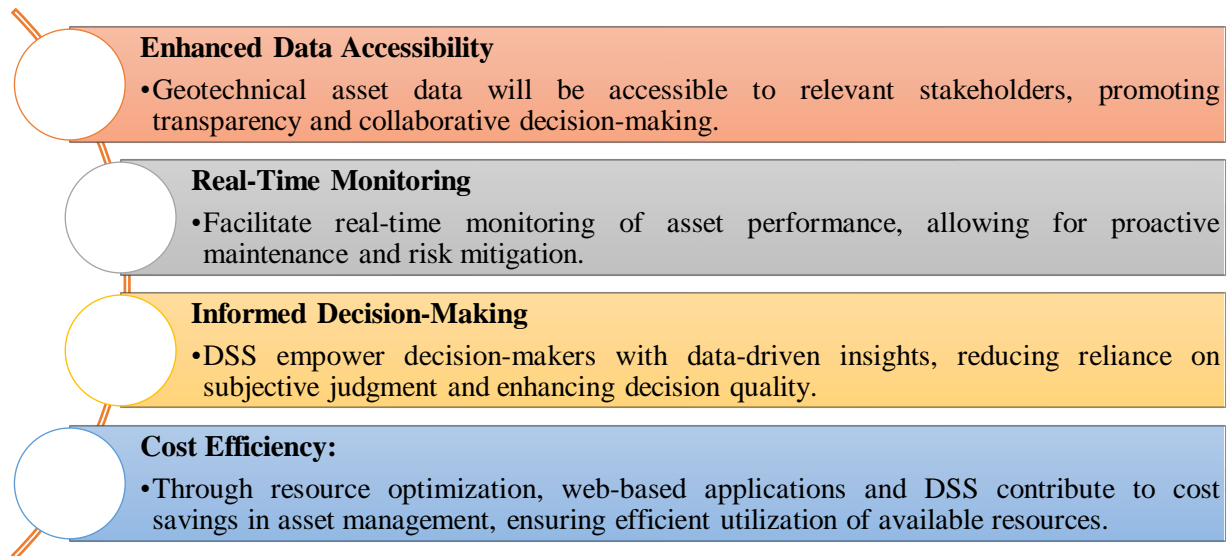 Enhanced Data Accessibility
•Geotechnical asset data will be accessible to relevant stakeholders, promoting
transparency and collaborative decision-making.
Real-Time Monitoring
•Facilitate real-time monitoring of asset performance, allowing for proactive
maintenance and risk mitigation.
Informed Decision-Making
•DSS empower decision-makers with data-driven insights, reducing reliance on
subjective judgment and enhancing decision quality.
Cost Efficiency:
•Through resource optimization, web-based applications and DSS contribute to cost
savings in asset management, ensuring efficient utilization of available resources.